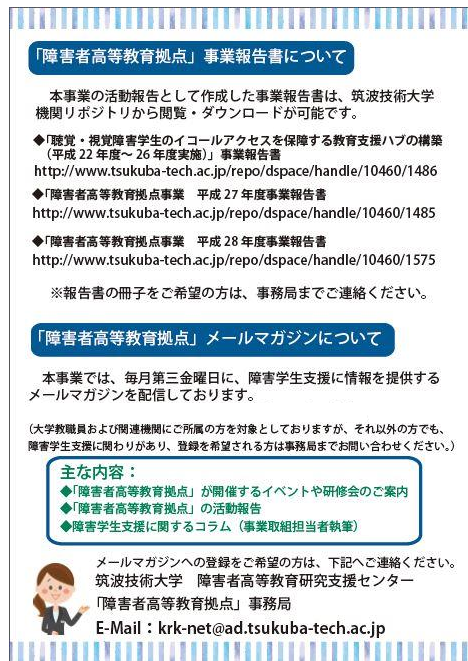 「障害者高等教育拠点」事業報告書について
本事業の活動報告として作成した事業報告書は、筑波技術大学
機関リポジトリから閲覧・ダウンロードが可能です。
◆「聴覚・視覚障害学生のイコールアクセスを保障する教育支援ハブの構築
（平成22年度～26年度実施）」事業報告書
http://www.tsukuba-tech.ac.jp/repo/dspace/handle/10460/1486
◆「障害者高等教育拠点事業　平成27年度事業報告書
http://www.tsukuba-tech.ac.jp/repo/dspace/handle/10460/1485
◆「障害者高等教育拠点事業　平成28年度事業報告書
http://www.tsukuba-tech.ac.jp/repo/dspace/handle/10460/1575
※報告書の冊子をご希望の方は、事務局までご連絡ください。
「障害者高等教育拠点」メールマガジンについて
本事業では、毎月第三金曜日に、障害学生支援に情報を提供する
メールマガジンを配信しております。
（大学教職員および関連機関にご所属の方を対象としておりますが、それ以外の方でも、
障害学生支援に関わりがあり、登録を希望される方は事務局までお問い合わせください。）
主な内容：
◆「障害者高等教育拠点」が開催するイベントや研修会のご案内
◆「障害者高等教育拠点」の活動報告
◆障害学生支援に関するコラム（事業取組担当者執筆）
メールマガジンへの登録をご希望の方は、下記へご連絡ください。
筑波技術大学　障害者高等教育研究支援センター
「障害者高等教育拠点」事務局
E-Mail：krk-net@ad.tsukuba-tech.ac.jp